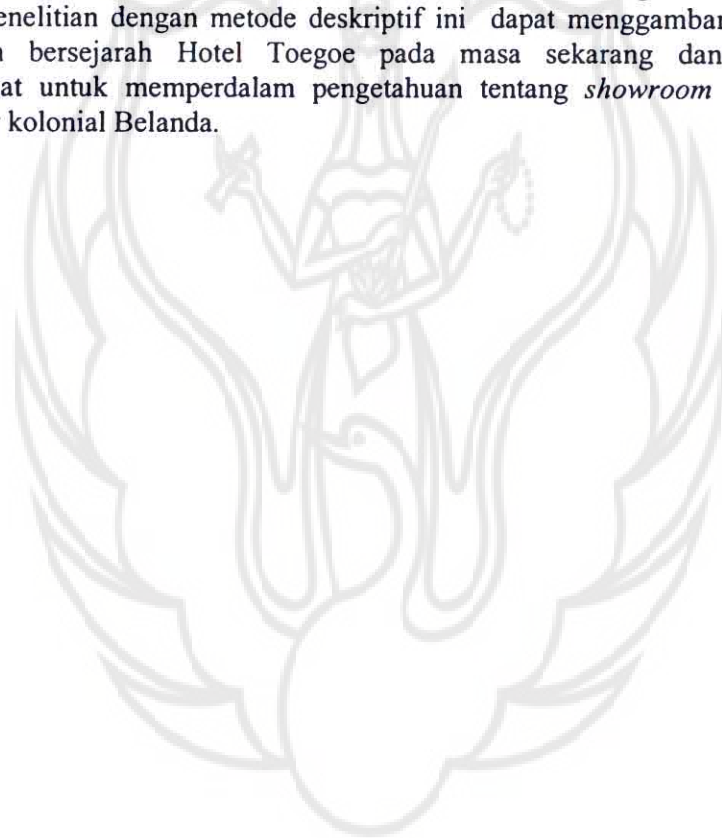 enelitian dengan metode deskriptif ini dapat menggambar
bersejarah Hotel Toegoe pada masa sekarang dan
at untuk memperdalam pengetahuan tentang showroom
kolonial Belanda.